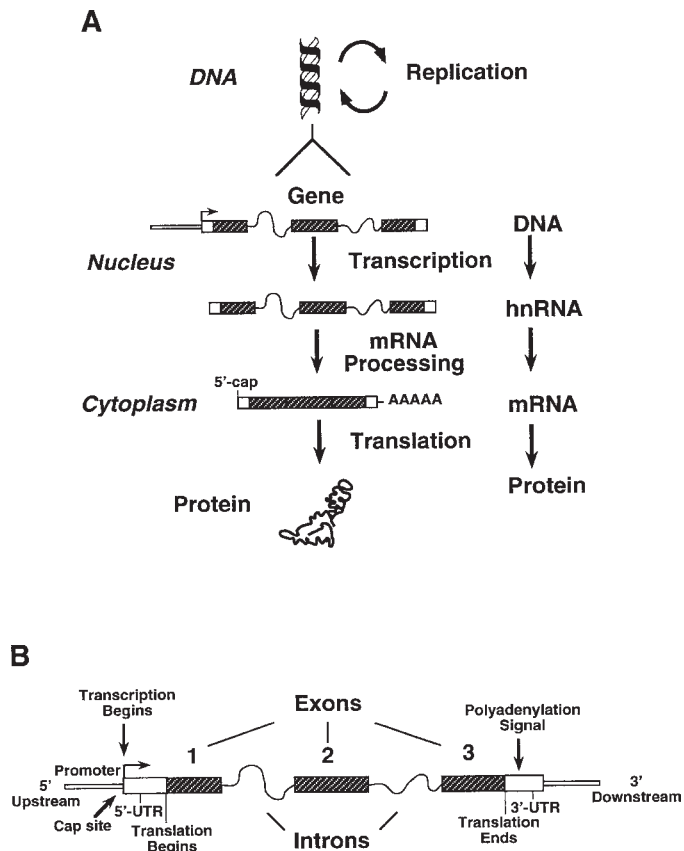 A
DNA
Replication
Gene
DNA
Nucleus
Transcription
hnRNA
mRNA
Processing
5'-cap
Cytoplasm
AAAAA
mRNA
Translation
Protein
Protein
B
Transcription
Begins
Exons
Polyadenylation
Signal
1
2
3
Promoter
5'
Upstream
3'
Downstream
Cap site
5'-UTR
Translation
Begins
Introns
3'-UTR
Translation
Ends